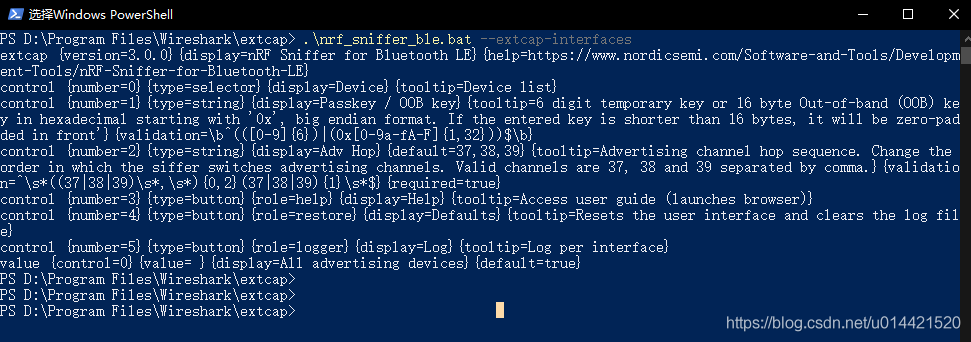 选择Windows PowerShell
PS D:\Program Files\Wireshark\extcap> .\nrf_sniffer_ble.bat --extcap-interfaces
extcap {version=3.0.0}{display=nRF Sniffer for Bluetooth LE}{help=https://www.nordicsemi.com/Software-and-Tools/Developm
ent-Tools/nRF-Sniffer-for-Bluetooth-LE}
control {number=0}{type=selector}{display=Device}{tooltip=Device list}
control {number=1}{type=string}{display=Passkey / OOB key}{tooltip=6 digit temporary key or 16 byte Out-of-band (OOB) ke
y in hexadecimal starting with '0x', big endian format. If the entered key is shorter than 16 bytes, it will be zero-pad
ded in front'}{validation=\b^(([0-9]{6})|(0x[0-9a-fA-F]{1,32}))$\b}
control {number=2}{type=string}{display=Adv Hop}{default=37,38,39}{tooltip=Advertising channel hop sequence. Change the
order in which the siffer switches advertising channels. Valid channels are 37, 38 and 39 separated by comma.}{validatio
n=^\s*((37|38|39)\s*,\s*){0,2}(37|38|39){1}\s*$}{required=true}
control {number=3}{type=button}{role=help}{display=Help}{tooltip=Access user guide (launches browser)}
control {number=4}{type=button}{role=restore}{display=Defaults}{tooltip=Resets the user interface and clears the log fil
e}
control {number=5}{type=button}{role=logger}{display=Log}{tooltip=Log per interface}
value {control=0}{value= }{display=All advertising devices}{default=true}
PS D:\Program Files\Wireshark\extcap>
PS D:\Program Files\Wireshark\extcap>
PS D:\Program Files\Wireshark\extcap>
https://blog.csdn.net/u014421520